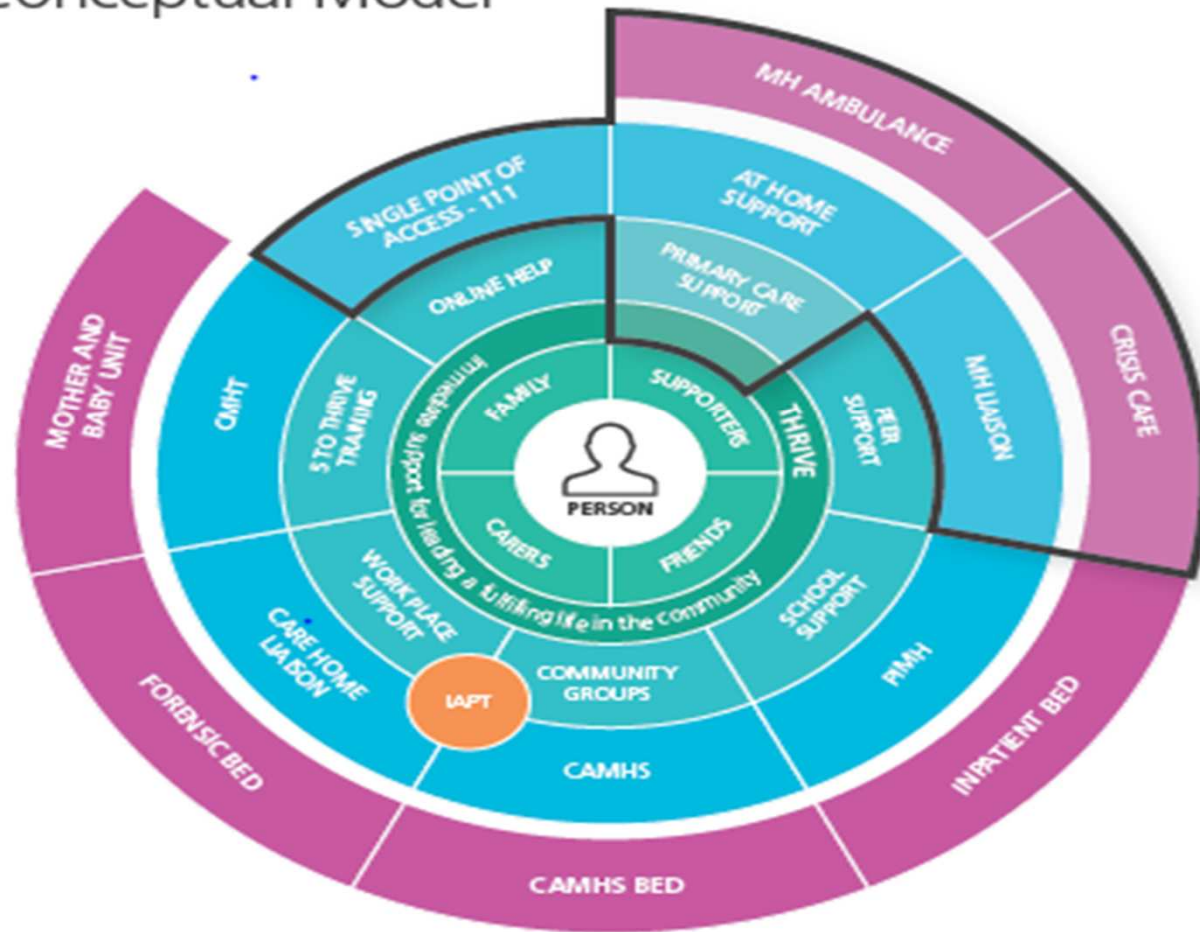 Conceptual Model
MH AMBULANCE
CRISIS CAFE
INPATIENT BED
CAMHS BED
FORENSIC BED
MOTHER AND
BABY UNIT
SINGLE POINT OF
ACCESS - 111
AT HOME
SUPPORT
MH LIAISON
PIMH
CAMHS
CARE HOME
LIAISON
CMHT
ONLINE HELP
PRIMARY CARE
SUPPORT
PEER
SUPPORT
SCHOOL
SUPPORT
COMMUNITY
GROUPS
IAPT
WORK PLACE
SUPPORT
5 TO THRIVE
TRAINING
THRIVE
Immediate support for leading a fulfilling life in the community
FAMILY
SUPPORTERS
FRIENDS
CARERS
PERSON